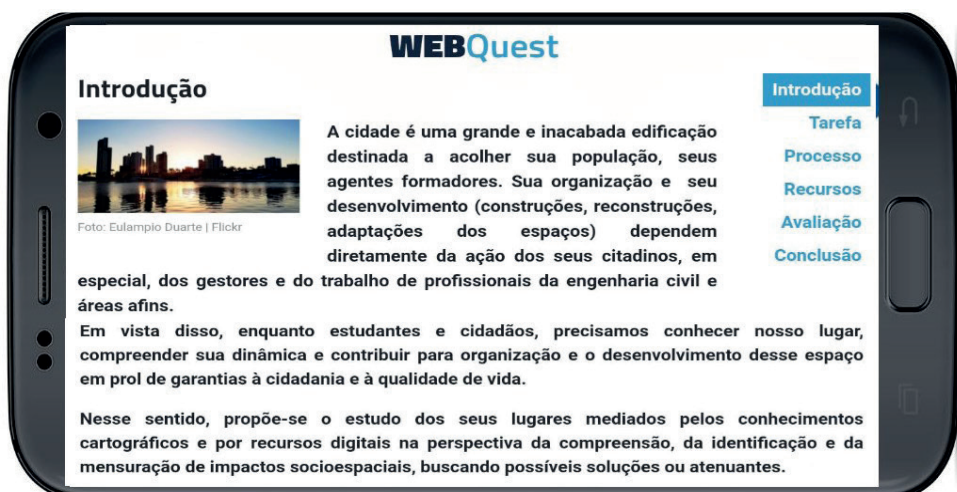 WEBQuest
Introdução
Introdução
Tarefa
Processo
Recursos
Avaliação
Conclusão
Foto: Eulampio Duarte | Flickr
A cidade é uma grande e inacabada edificação
destinada a acolher sua população, seus
agentes formadores. Sua organização e seu
desenvolvimento (construções, reconstruções,
adaptações dos espaços) dependem
diretamente da ação dos seus citadinos, em
especial, dos gestores e do trabalho de profissionais da engenharia civil e
áreas afins.
Em vista disso, enquanto estudantes e cidadãos, precisamos conhecer nosso lugar,
compreender sua dinâmica e contribuir para organização e o desenvolvimento desse espaço
em prol de garantias à cidadania e à qualidade de vida.
Nesse sentido, propõe-se o estudo dos seus lugares mediados pelos conhecimentos
cartográficos e por recursos digitais na perspectiva da compreensão, da identificação e da
mensuração de impactos socioespaciais, buscando possíveis soluções ou atenuantes.